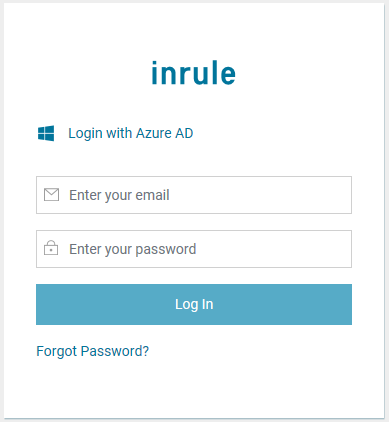 inrule
Login with Azure AD
Enter your email
Enter your password
Log In
Forgot Password?